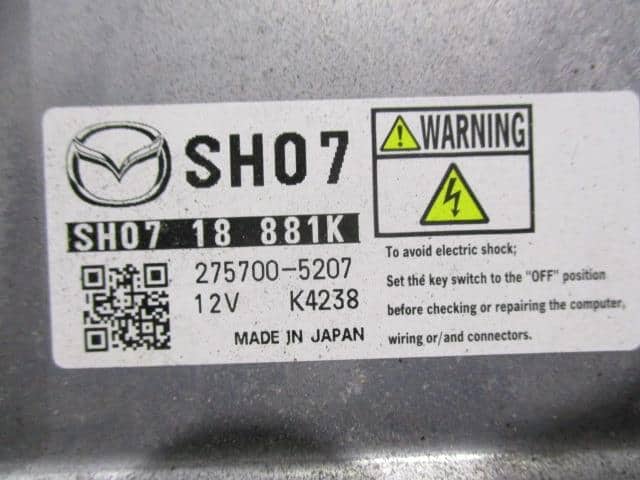 SH07
SH07 18 881K
275700-5207
12V K4238
MADE IN JAPAN
WARNING
To avoid electric shock;
Set the key switch to the "OFF" position
before checking or repairing the computer,
wiring or/and connectors.